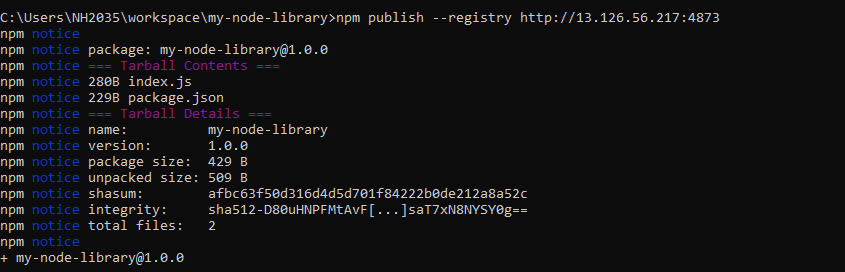 C:\Users\NH2035\workspace\my-node-library>npm publish --registry http://13.126.56.217:4873
npm notice
npm notice package: my-node-library@1.0.0
npm notice === Tarball Contents ===
npm notice 280B index.js
npm notice 229B package.json
npm notice === Tarball Details ===
npm notice name:          my-node-library
npm notice version:       1.0.0
npm notice package size:  429 B
npm notice unpacked size: 509 B
npm notice shasum:        afbc63f50d316d4d5d701f84222b0de212a8a52c
npm notice integrity:     sha512-D80uHNPFMtAvF[...]saT7xN8NYSY0g==
npm notice total files:   2
npm notice
+ my-node-library@1.0.0